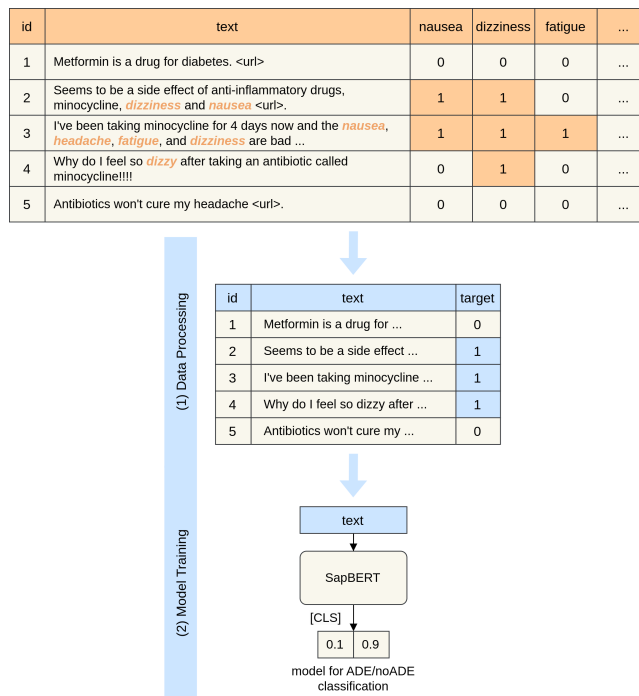 id text nausea dizziness fatigue ...
1 Metformin is a drug for diabetes. <url> 0 0 0 ...
2 Seems to be a side effect of anti-inflammatory drugs,
minocycline, dizziness and nausea <url>. 1 1 0 ...
3 I've been taking minocycline for 4 days now and the nausea,
headache, fatigue, and dizziness are bad ... 1 1 1 ...
4 Why do I feel so dizzy after taking an antibiotic called
minocycline!!!! 0 1 0 ...
5 Antibiotics won't cure my headache <url>. 0 0 0 ...
(1) Data Processing
id text target
1 Metformin is a drug for ... 0
2 Seems to be a side effect ... 1
3 I've been taking minocycline ... 1
4 Why do I feel so dizzy after ... 1
5 Antibiotics won't cure my ... 0
(2) Model Training
text
SapBERT
[CLS]
0.1 0.9
model for ADE/noADE
classification